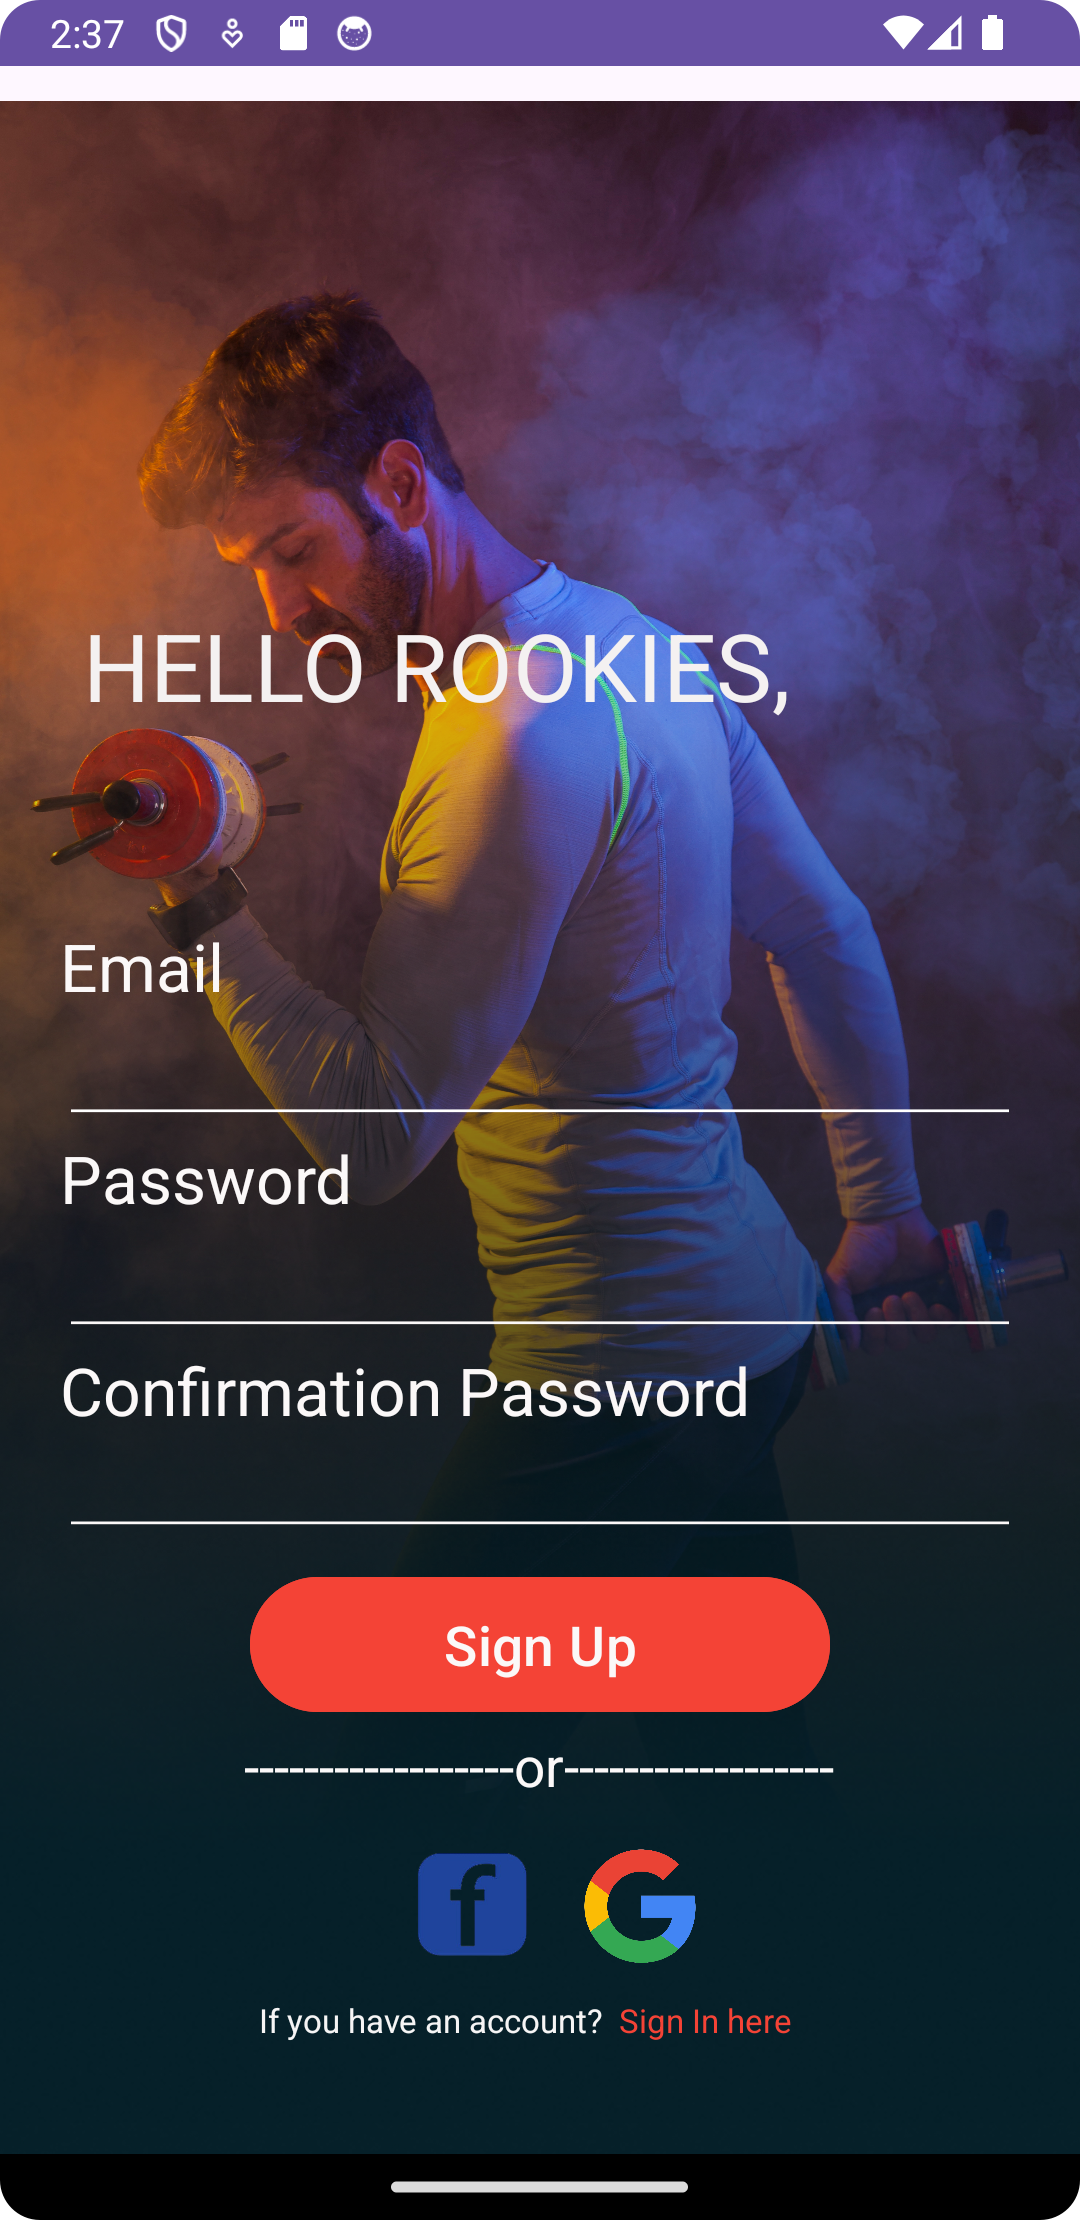 2:37
HELLO ROOKIES,
Email
Password
Confirmation Password
Sign Up
------------------or------------------
If you have an account? Sign In here